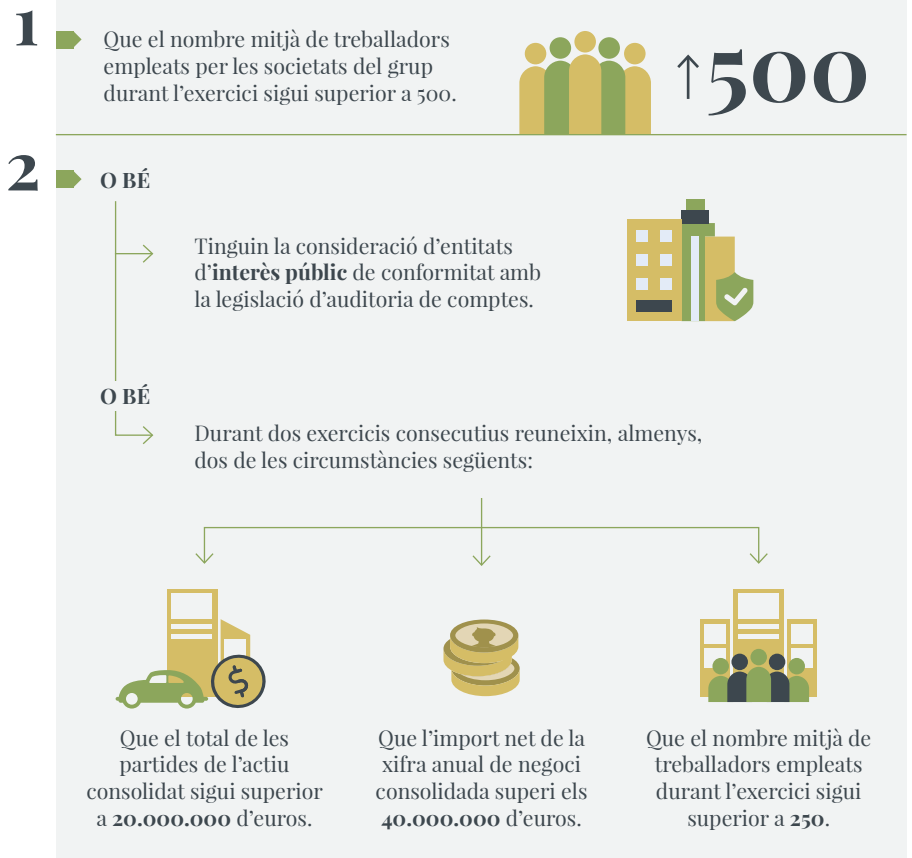 1
Que el nombre mitjà de treballadors
empleats per les societats del grup
durant l'exercici sigui superior a 500.
↑500
2
O BÉ
Tinguin la consideració d'entitats
d'interès públic de conformitat amb
la legislació d'auditoria de comptes.
O BÉ
Durant dos exercicis consecutius reuneixin, almenys,
dos de les circumstàncies següents:
$
Que el total de les
partides de l'actiu
consolidat sigui superior
a 20.000.000 d'euros.
Que l'import net de la
xifra anual de negoci
consolidada superi els
40.000.000 d'euros.
Que el nombre mitjà de
treballadors empleats
durant l'exercici sigui
superior a 250.